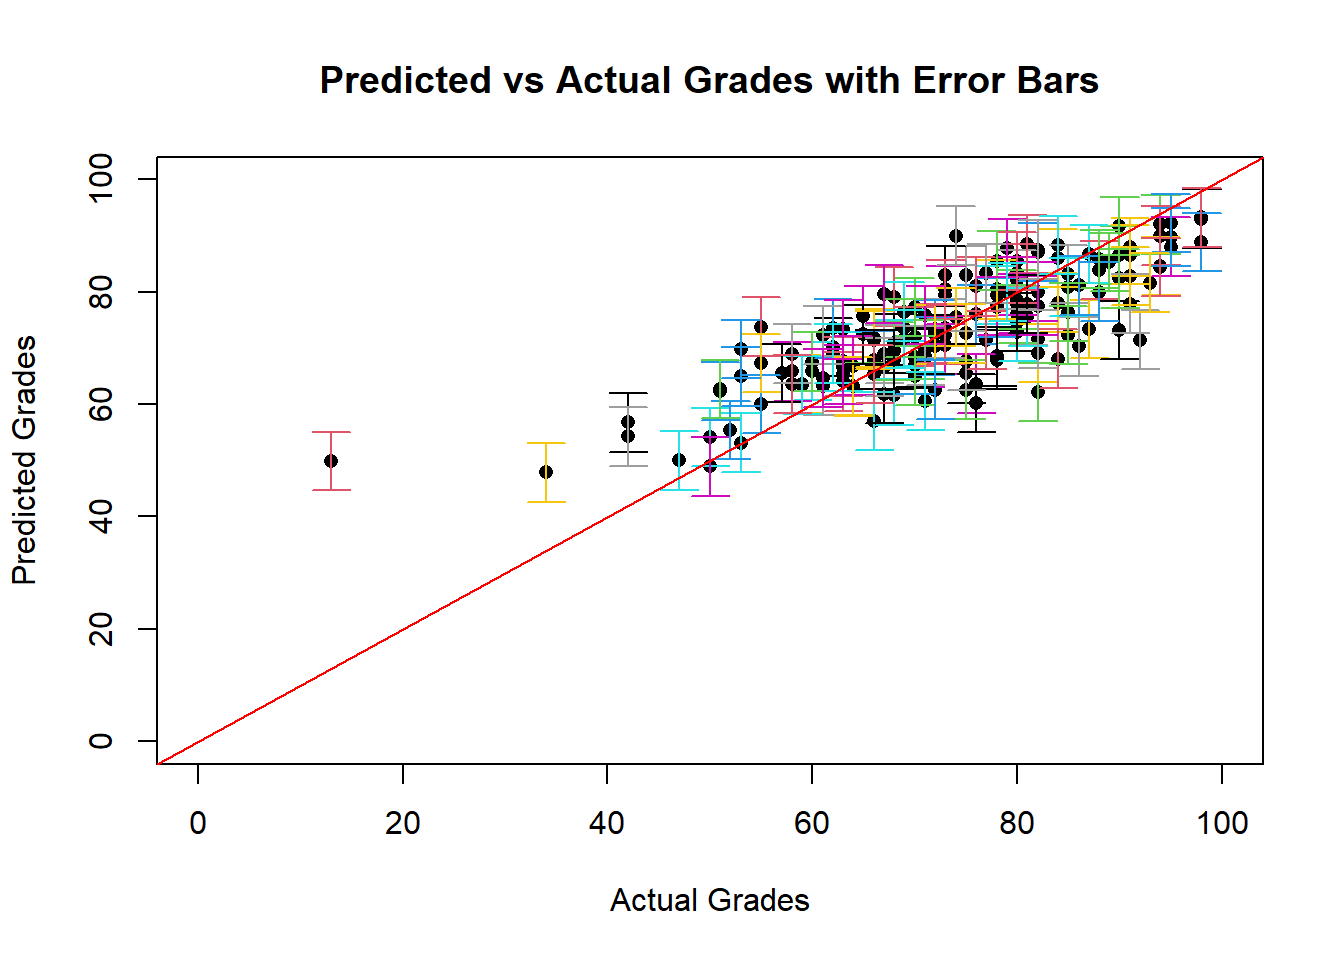 Predicted vs Actual Grades with Error Bars
100
80
60
40
20
0
Predicted Grades
0 20 40 60 80 100
Actual Grades